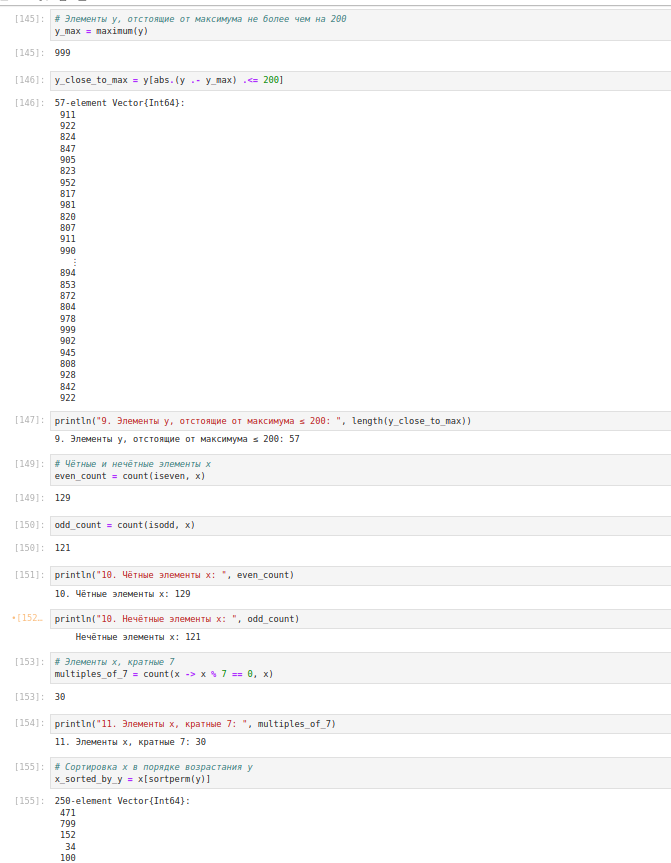 [145]: # Элементы y, отстоящие от максимума не более чем на 200
y_max = maximum(y)
[145]: 999
[146]: y_close_to_max = y[abs.(y .- y_max) .<= 200]
[146]: 57-element Vector{Int64}:
911
922
824
847
905
823
952
817
981
820
807
911
990
⋮
894
853
872
804
978
999
902
945
808
928
842
922
[147]: println("9. Элементы y, отстоящие от максимума ≤ 200: ", length(y_close_to_max))
9. Элементы y, отстоящие от максимума ≤ 200: 57
[149]: # Чётные и нечётные элементы x
even_count = count(iseven, x)
[149]: 129
[150]: odd_count = count(isodd, x)
[150]: 121
[151]: println("10. Чётные элементы x: ", even_count)
10. Чётные элементы x: 129
•[152… println("10. Нечётные элементы x: ", odd_count)
Нечётные элементы x: 121
[153]: # Элементы x, кратные 7
multiples_of_7 = count(x -> x % 7 == 0, x)
[153]: 30
[154]: println("11. Элементы x, кратные 7: ", multiples_of_7)
11. Элементы x, кратные 7: 30
[155]: # Сортировка x в порядке возрастания y
x_sorted_by_y = x[sortperm(y)]
[155]: 250-element Vector{Int64}:
471
799
152
34
100